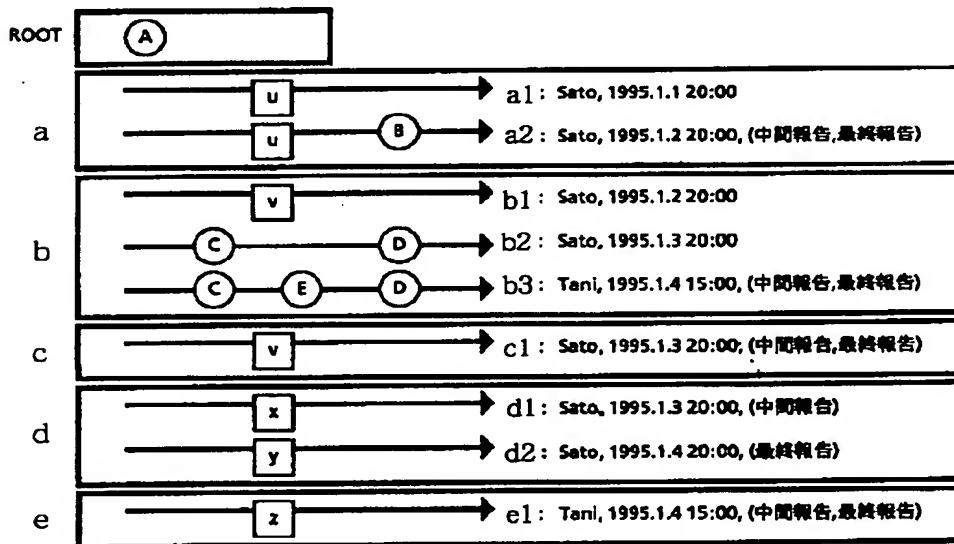 ROOT A
a
u a1: Sato, 1995.1.1 20:00
u B a2: Sato, 1995.1.2 20:00, (中間報告,最終報告)
b
v b1: Sato, 1995.1.2 20:00
C D b2: Sato, 1995.1.3 20:00
C E D b3: Tani, 1995.1.4 15:00, (中間報告,最終報告)
c
v c1: Sato, 1995.1.3 20:00, (中間報告,最終報告)
d
x d1: Sato, 1995.1.3 20:00, (中間報告)
y d2: Sato, 1995.1.4 20:00, (最終報告)
e
z e1: Tani, 1995.1.4 15:00, (中間報告,最終報告)